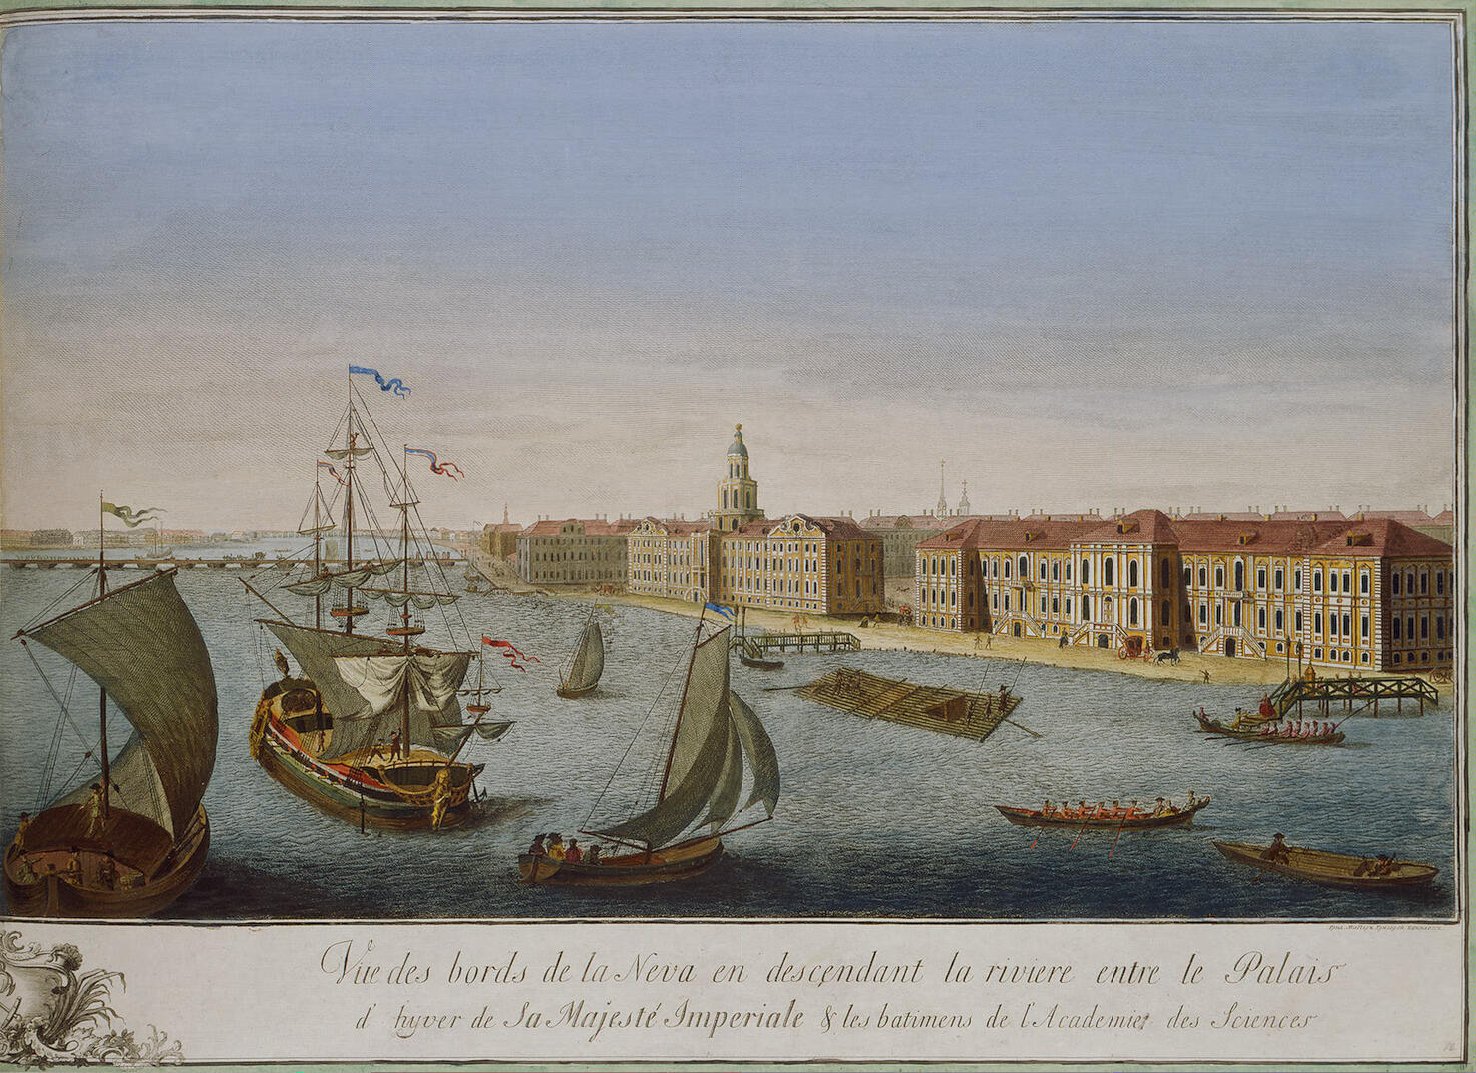 Vüe des bords de la Neva en descendant la riviere entre le Palais
d'hyver de Sa Majesté Imperiale & les batimens de l'Academie des Sciences